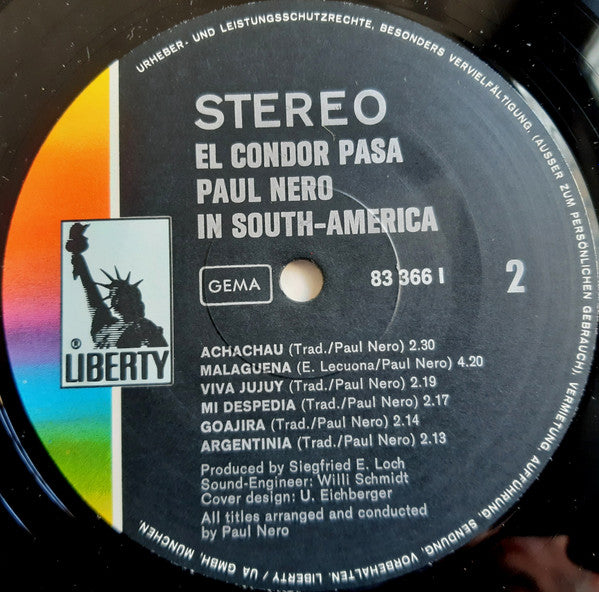 URHEBER- UND LEISTUNGSSCHUTZRECHTE, BESONDERS VERVIELFÄLTIGUNG, (AUSSER ZUM PERSÖNLICHEN GEBRAUCH), VERMIETUNG, AUFFÜHRUNG, SENDUNG, VORBEHALTEN. LIBERTY / UA GMBH, MÜNCHEN.
STEREO
EL CONDOR PASA
PAUL NERO
IN SOUTH-AMERICA
GEMA
83 366 I
2
® LIBERTY
ACHACHAU (Trad./Paul Nero) 2.30
MALAGUENA (E. Lecuona/Paul Nero) 4.20
VIVA JUJUY (Trad./Paul Nero) 2.19
MI DESPEDIA (Trad./Paul Nero) 2.17
GOAJIRA (Trad./Paul Nero) 2.14
ARGENTINIA (Trad./Paul Nero) 2.13
Produced by Siegfried E. Loch
Sound-Engineer: Willi Schmidt
Cover design: U. Eichberger
All titles arranged and conducted
by Paul Nero